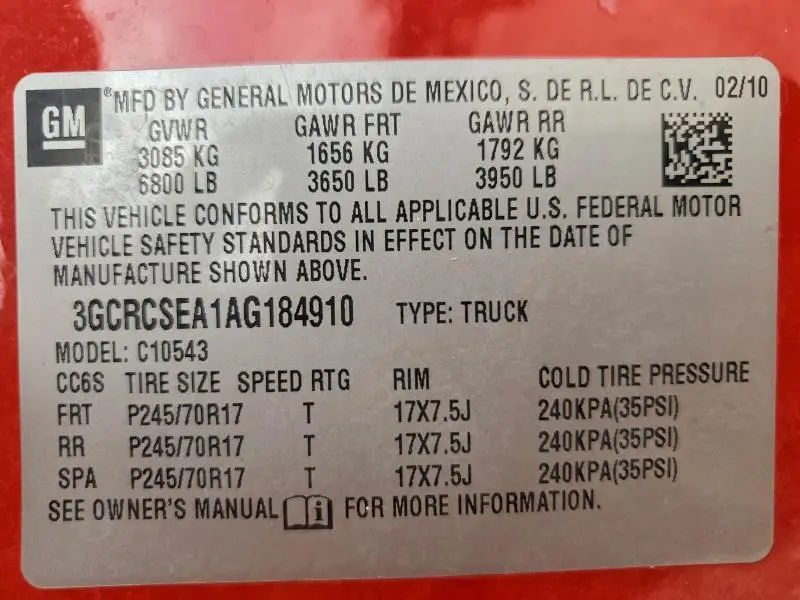 GM ®MFD BY GENERAL MOTORS DE MEXICO, S. DE R.L. DE C.V. 02/10
GVWR GAWR FRT GAWR RR
3085 KG 1656 KG 1792 KG
6800 LB 3650 LB 3950 LB
THIS VEHICLE CONFORMS TO ALL APPLICABLE U.S. FEDERAL MOTOR
VEHICLE SAFETY STANDARDS IN EFFECT ON THE DATE OF
MANUFACTURE SHOWN ABOVE.
3GCRCSEA1AG184910 TYPE: TRUCK
MODEL: C10543
CC6S TIRE SIZE SPEED RTG RIM COLD TIRE PRESSURE
FRT P245/70R17 T 17X7.5J 240KPA(35PSI)
RR P245/70R17 T 17X7.5J 240KPA(35PSI)
SPA P245/70R17 T 17X7.5J 240KPA(35PSI)
SEE OWNER'S MANUAL i FOR MORE INFORMATION.